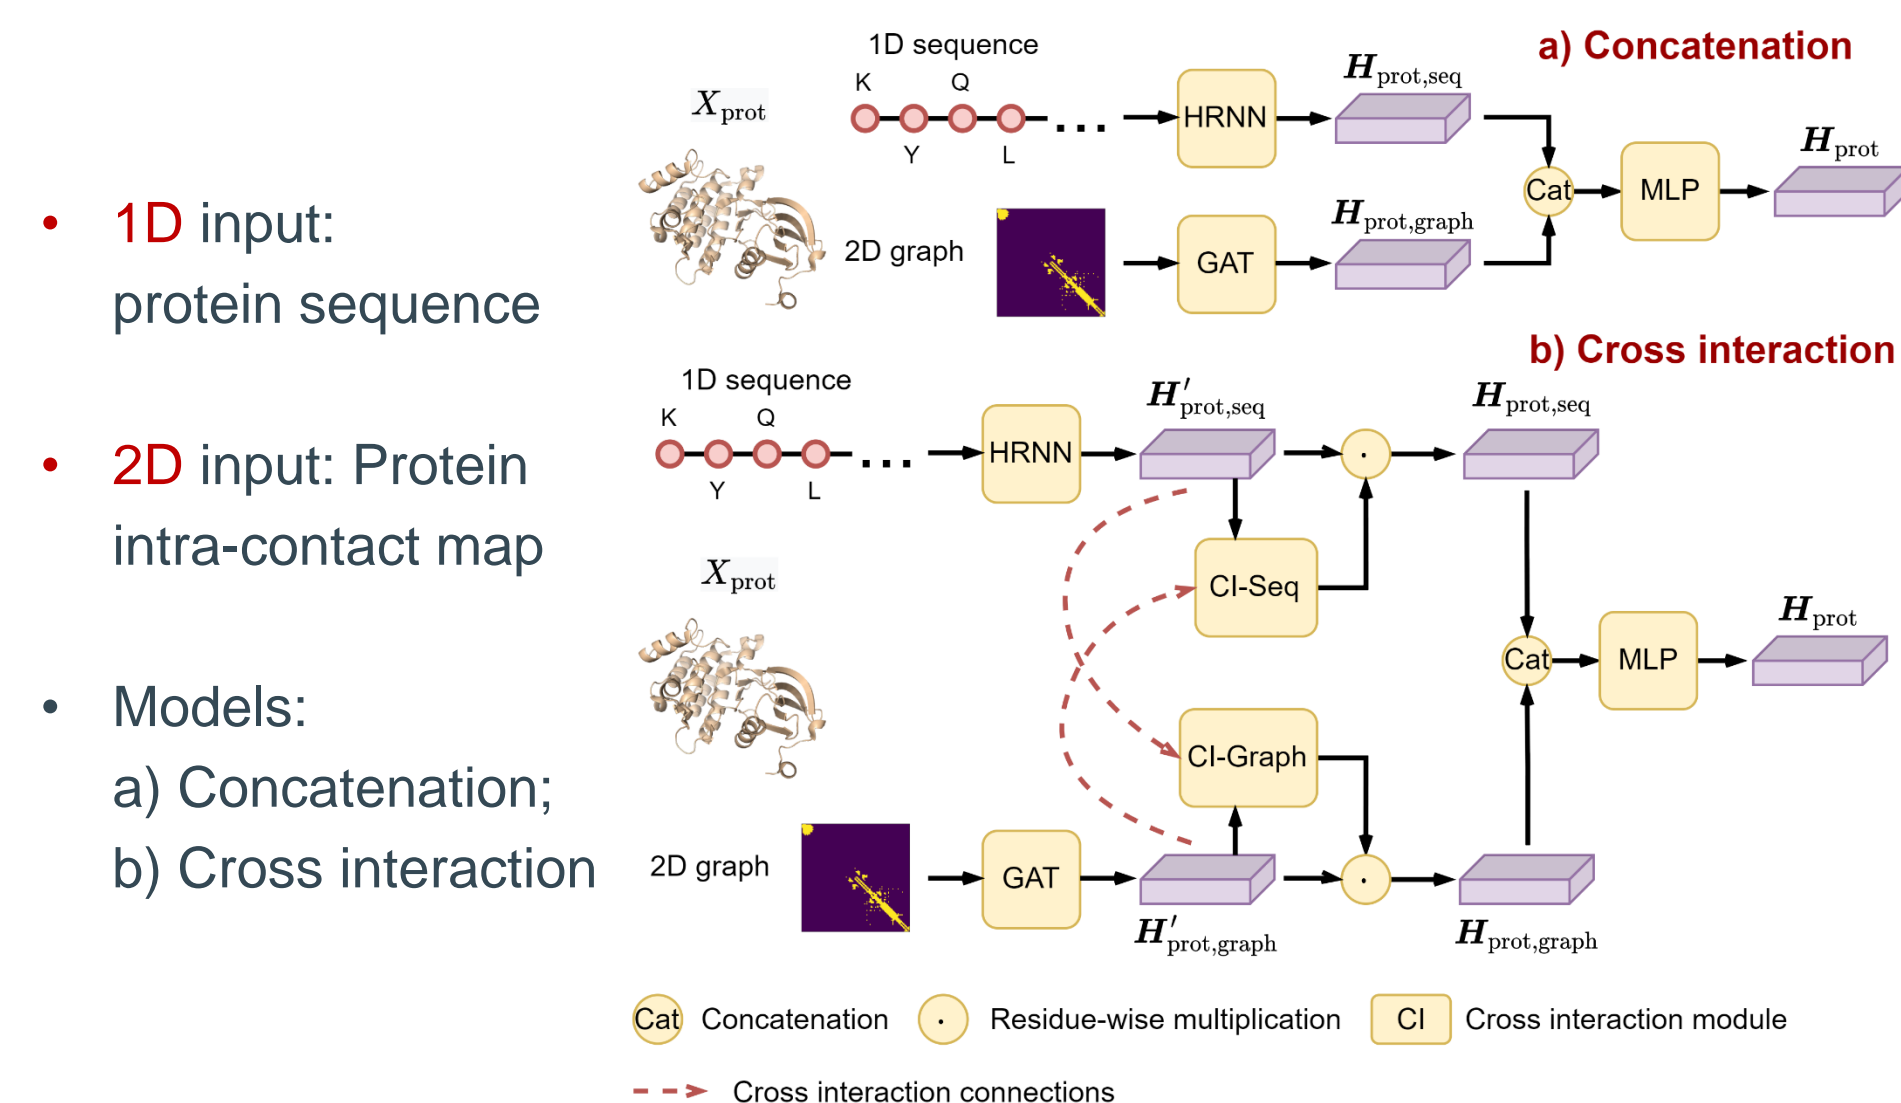 • 1D input:
protein sequence
• 2D input: Protein
intra-contact map
• Models:
a) Concatenation;
b) Cross interaction
a) Concatenation
1D sequence
K Q
Y L
...
X_prot
HRNN
H_prot,seq
2D graph
GAT
H_prot,graph
Cat
MLP
H_prot
b) Cross interaction
1D sequence
K Q
Y L
...
HRNN
H′_prot,seq
·
H_prot,seq
CI-Seq
X_prot
Cat
MLP
H_prot
CI-Graph
2D graph
GAT
H′_prot,graph
·
H_prot,graph
Cat Concatenation
· Residue-wise multiplication
CI Cross interaction module
Cross interaction connections